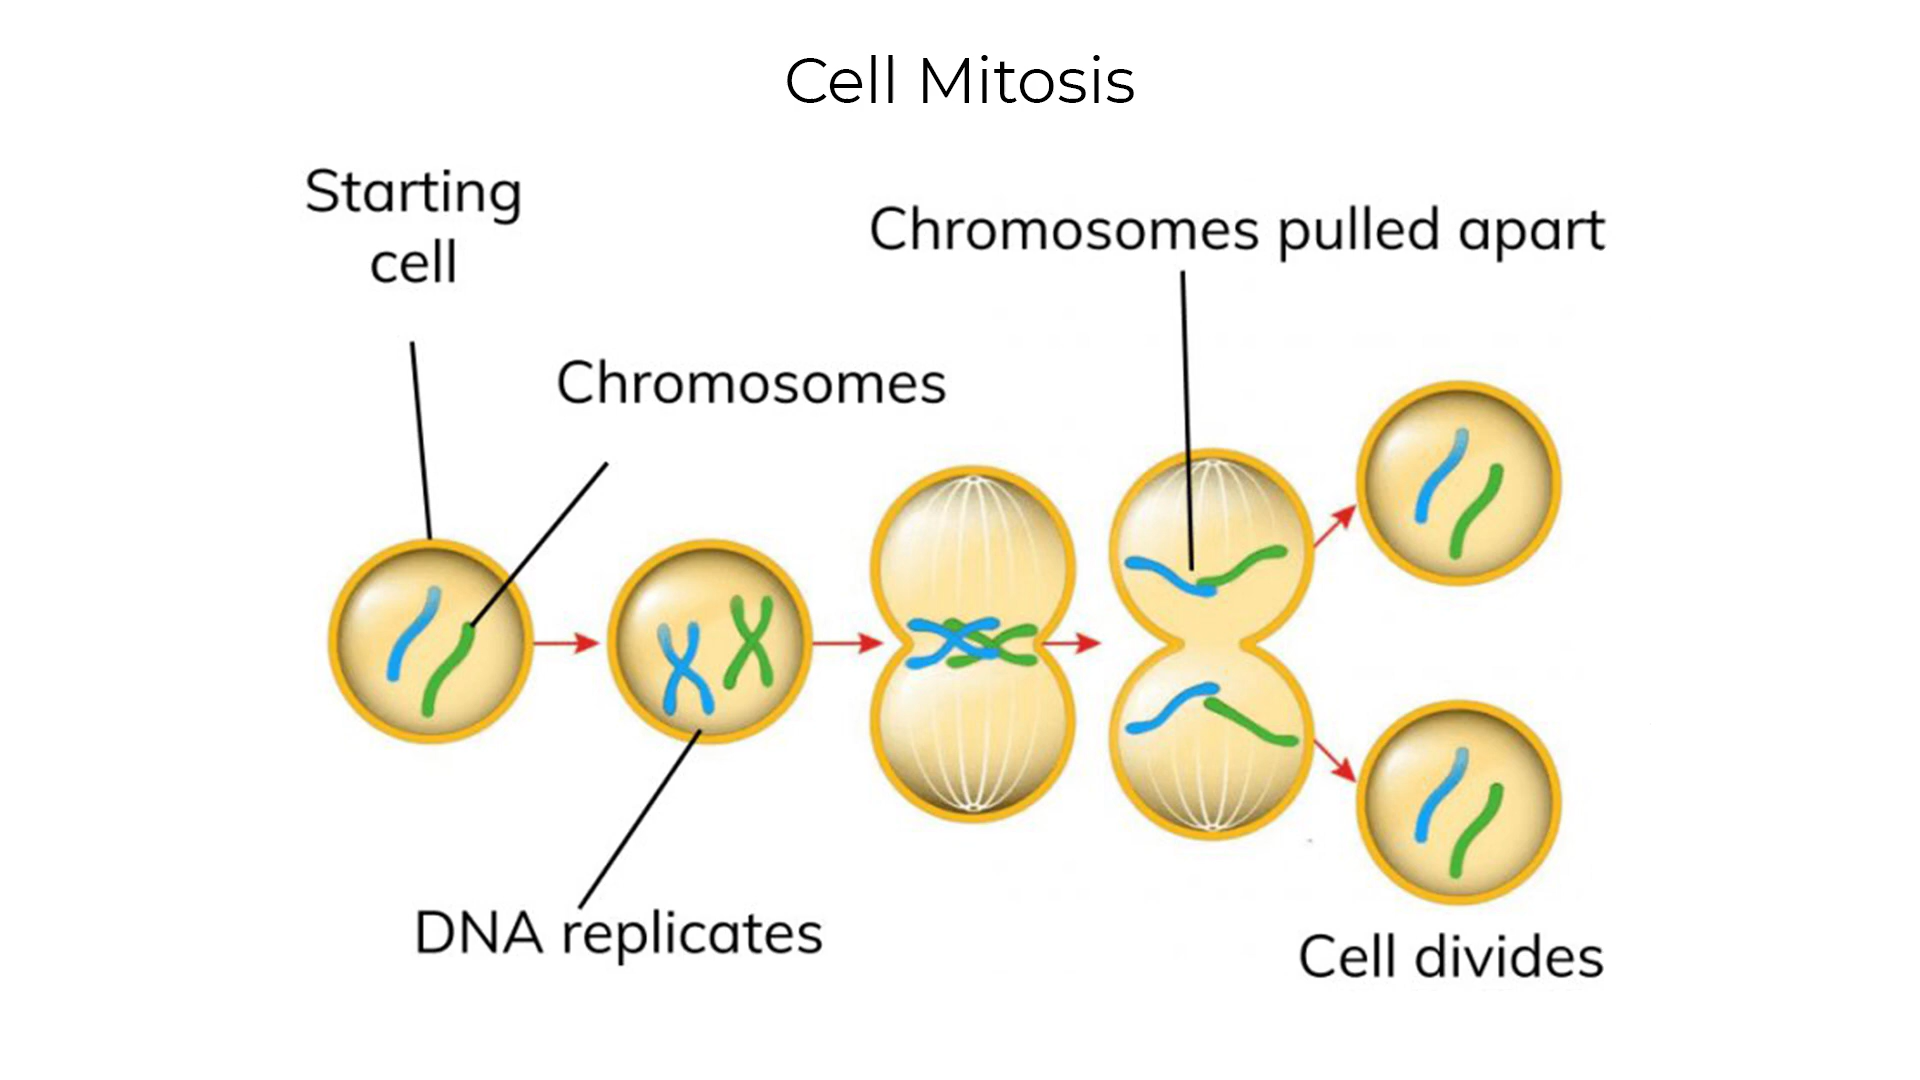 Cell Mitosis
Starting
cell
Chromosomes pulled apart
Chromosomes
DNA replicates
Cell divides